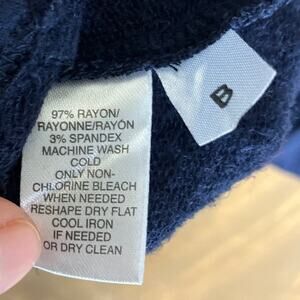 97% RAYON/
RAYONNE/RAYÓN
3% SPANDEX
MACHINE WASH
COLD
ONLY NON-
CHLORINE BLEACH
WHEN NEEDED
RESHAPE DRY FLAT
COOL IRON
IF NEEDED
OR DRY CLEAN
B